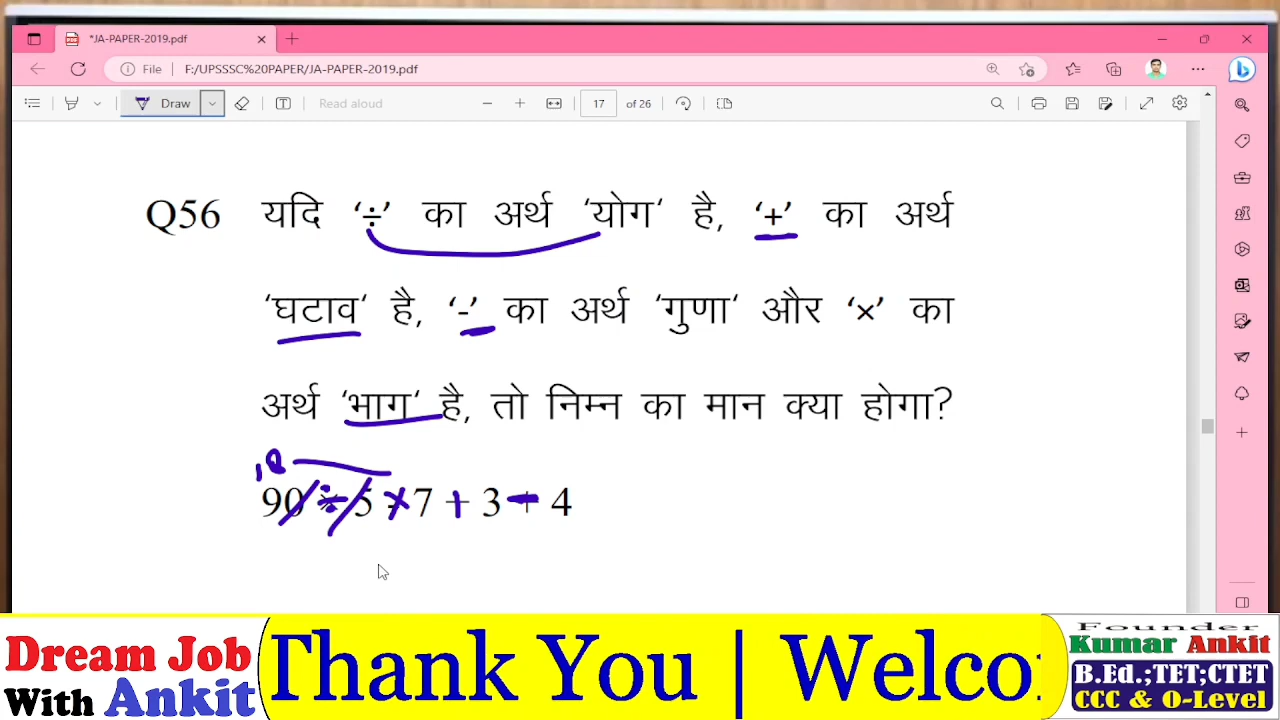 *JA-PAPER-2019.pdf
File F:/UPSSSC%20PAPER/JA-PAPER-2019.pdf
Draw Read aloud 17 of 26
Q56 यदि ‘÷’ का अर्थ ‘योग‘ है, ‘+’ का अर्थ
‘घटाव‘ है, ‘-’ का अर्थ ‘गुणा‘ और ‘×’ का
अर्थ ‘भाग‘ है, तो निम्न का मान क्या होगा?
18
90 ÷ 5 × 7 + 3 - 4
Dream Job
With Ankit
Thank You | Welco
Founder
Kumar Ankit
B.Ed.;TET;CTET
CCC & O-Level